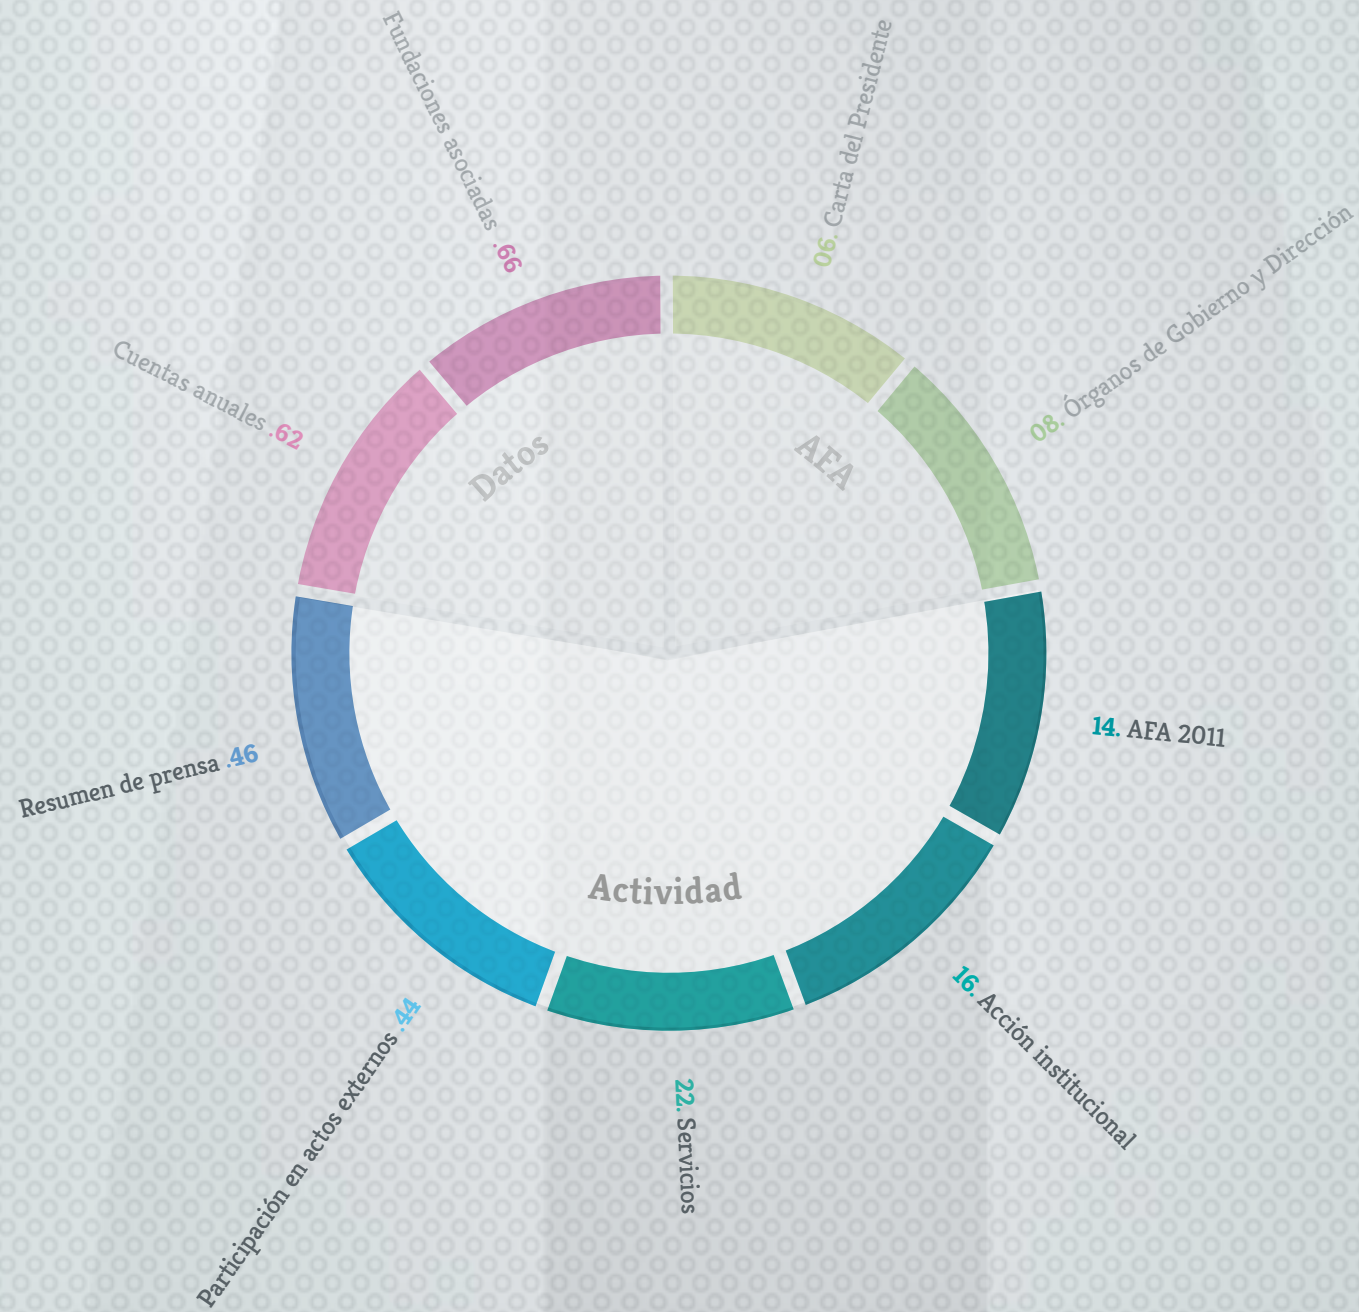 AFA
06. Carta del Presidente
08. Órganos de Gobierno y Dirección
Actividad
14. AFA 2011
16. Acción institucional
22. Servicios
Participación en actos externos .44
Resumen de prensa .46
Datos
Cuentas anuales .62
Fundaciones asociadas .66